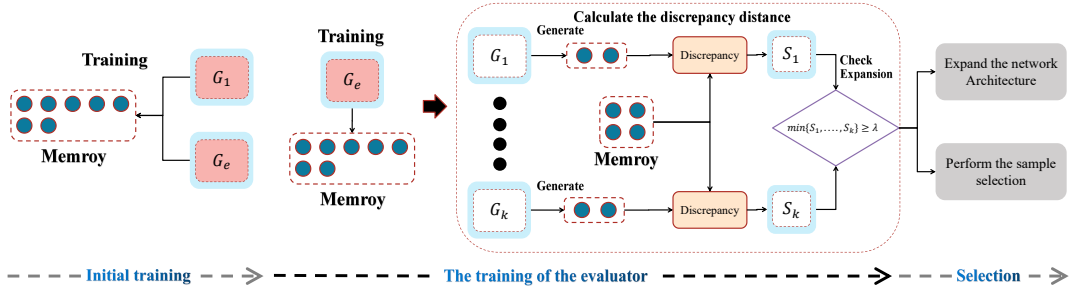 Training
G1
Ge
Memroy
Training
Ge
Memroy
Calculate the discrepancy distance
G1
Generate
Discrepancy
S1
Check
Expansion
Memroy
min{S1,....,Sk} ≥ λ
Gk
Generate
Discrepancy
Sk
Expand the network
Architecture
Perform the sample
selection
Initial training
The training of the evaluator
Selection